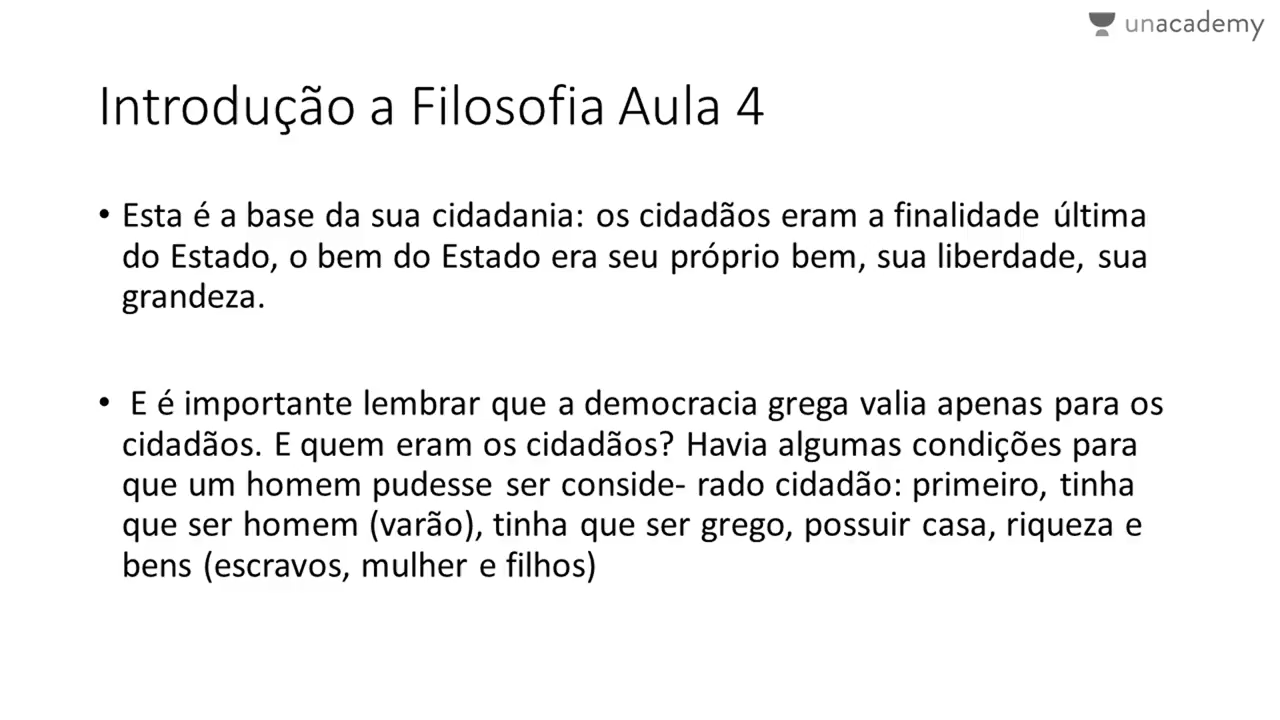 unacademy
Introdução a Filosofia Aula 4
• Esta é a base da sua cidadania: os cidadãos eram a finalidade última
do Estado, o bem do Estado era seu próprio bem, sua liberdade, sua
grandeza.
• E é importante lembrar que a democracia grega valia apenas para os
cidadãos. E quem eram os cidadãos? Havia algumas condições para
que um homem pudesse ser conside- rado cidadão: primeiro, tinha
que ser homem (varão), tinha que ser grego, possuir casa, riqueza e
bens (escravos, mulher e filhos)